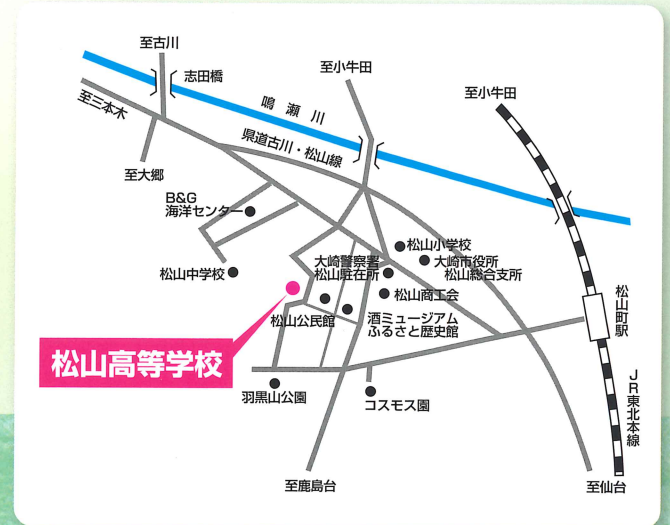 至古川
志田橋
至小牛田
至小牛田
鳴瀬川
至三本木
県道古川・松山線
至大郷
B&G
海洋センター
松山小学校
大崎警察署
松山駐在所
大崎市役所
松山総合支所
松山中学校
松山商工会
松山町駅
松山公民館
酒ミュージアム
ふるさと歴史館
松山高等学校
JR東北本線
羽黒山公園
コスモス園
至鹿島台
至仙台